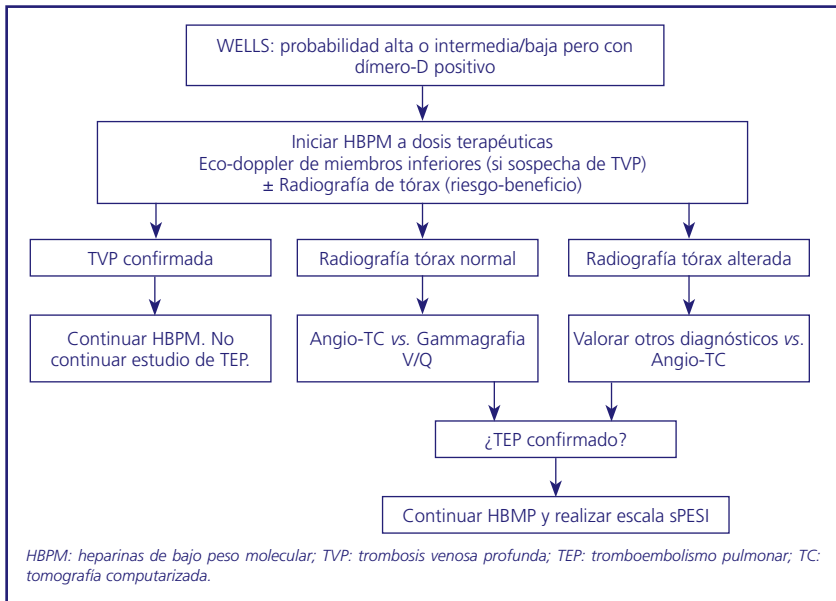 WELLS: probabilidad alta o intermedia/baja pero con
dímero-D positivo
Iniciar HBPM a dosis terapéuticas
Eco-doppler de miembros inferiores (si sospecha de TVP)
± Radiografía de tórax (riesgo-beneficio)
TVP confirmada
Radiografía tórax normal
Radiografía tórax alterada
Continuar HBPM. No
continuar estudio de TEP.
Angio-TC vs. Gammagrafia
V/Q
Valorar otros diagnósticos vs.
Angio-TC
¿TEP confirmado?
Continuar HBMP y realizar escala sPESI
HBPM: heparinas de bajo peso molecular; TVP: trombosis venosa profunda; TEP: tromboembolismo pulmonar; TC:
tomografía computarizada.